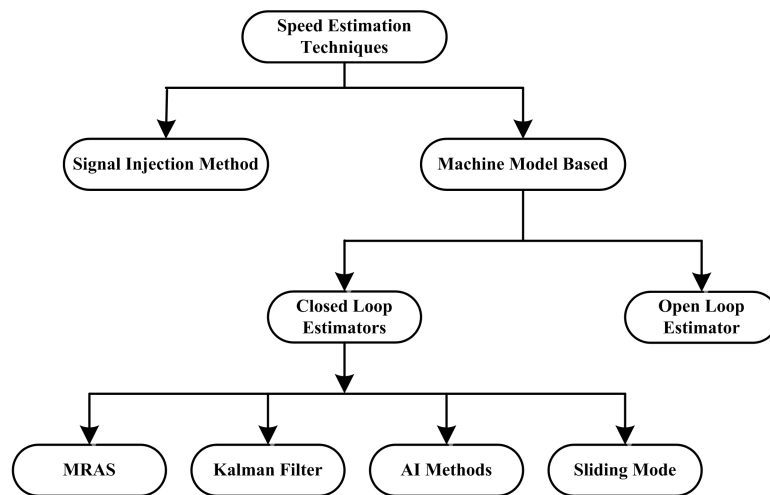 Speed Estimation
Techniques
Signal Injection Method
Machine Model Based
Closed Loop
Estimators
Open Loop
Estimator
MRAS
Kalman Filter
AI Methods
Sliding Mode